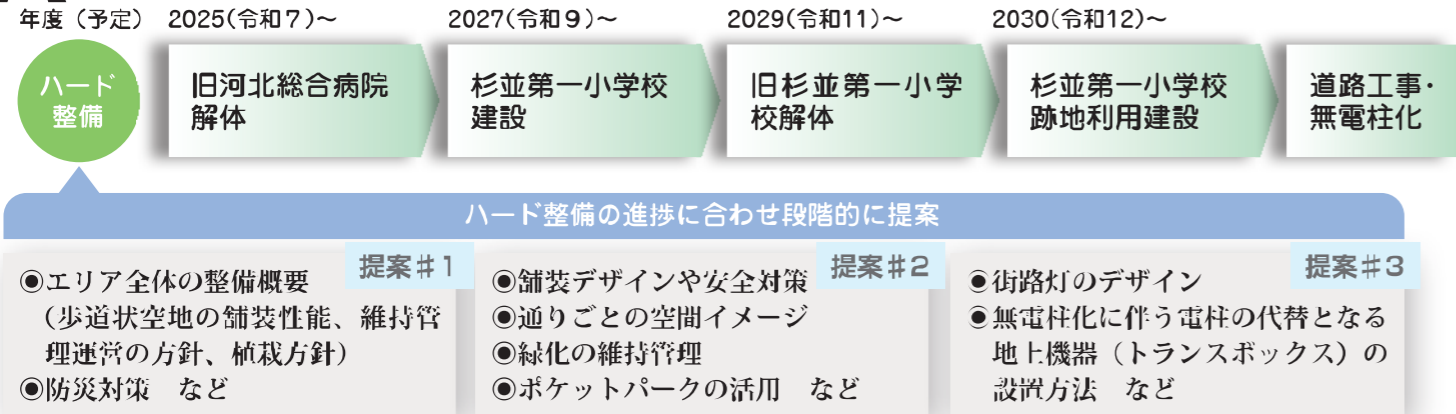 年度（予定） 2025(令和７)～ 2027(令和９)～ 2029(令和11)～ 2030(令和12)～
ハード
整備
旧河北総合病院
解体
杉並第一小学校
建設
旧杉並第一小学
校解体
杉並第一小学校
跡地利用建設
道路工事・
無電柱化
ハード整備の進捗に合わせ段階的に提案
提案＃１
◉エリア全体の整備概要
（歩道状空地の舗装性能、維持管
理運営の方針、植栽方針）
◉防災対策　など
提案＃２
◉舗装デザインや安全対策
◉通りごとの空間イメージ
◉緑化の維持管理
◉ポケットパークの活用　など
提案＃３
◉街路灯のデザイン
◉無電柱化に伴う電柱の代替となる
地上機器（トランスボックス）の
設置方法　など